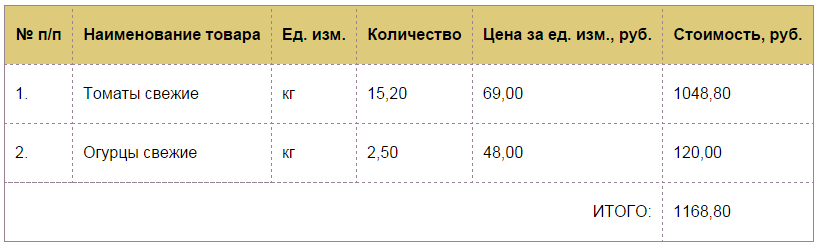 № п/п Наименование товара Ед. изм. Количество Цена за ед. изм., руб. Стоимость, руб.
1. Томаты свежие кг 15,20 69,00 1048,80
2. Огурцы свежие кг 2,50 48,00 120,00
ИТОГО: 1168,80